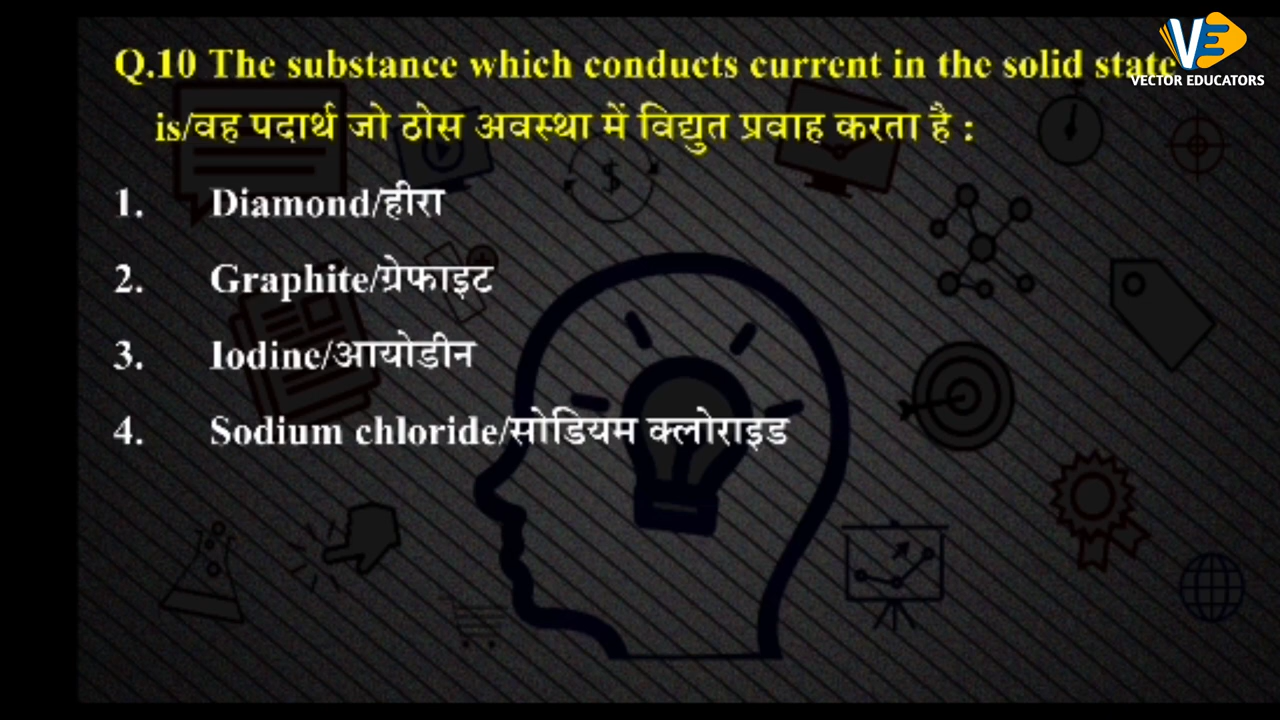 VE
VECTOR EDUCATORS
Q.10 The substance which conducts current in the solid state
is/वह पदार्थ जो ठोस अवस्था में विद्युत प्रवाह करता है :
1. Diamond/हीरा
2. Graphite/ग्रेफाइट
3. Iodine/आयोडीन
4. Sodium chloride/सोडियम क्लोराइड